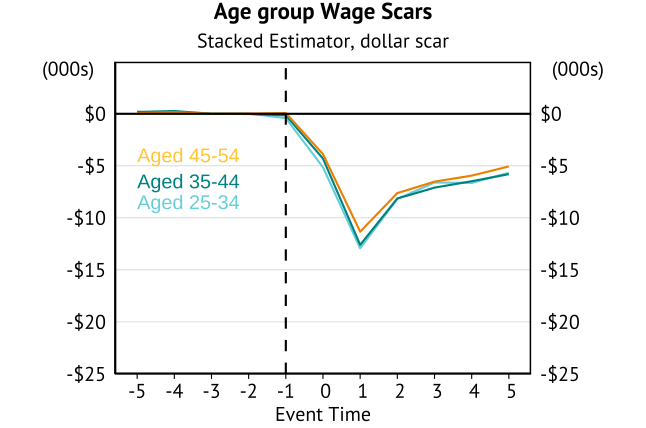 Age group Wage Scars
Stacked Estimator, dollar scar
(000s) (000s)
$0 $0
Aged 45-54
-$5 -$5
Aged 35-44
Aged 25-34
-$10 -$10
-$15 -$15
-$20 -$20
-$25 -$25
-5 -4 -3 -2 -1 0 1 2 3 4 5
Event Time